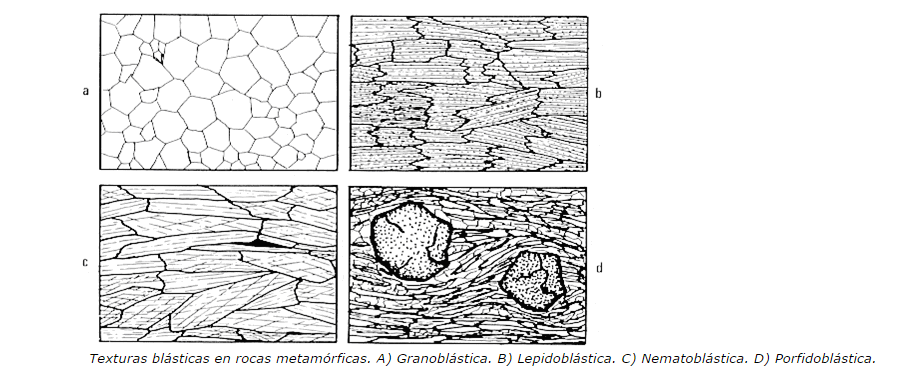 a
b
c
d
Texturas blásticas en rocas metamórficas. A) Granoblástica. B) Lepidoblástica. C) Nematoblástica. D) Porfidoblástica.